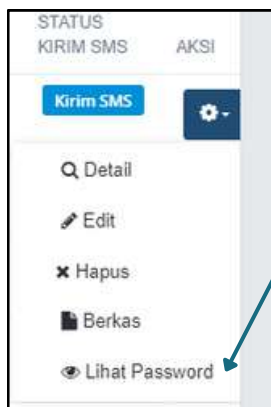 STATUS
KIRIM SMS AKSI
Kirim SMS
Detail
Edit
Hapus
Berkas
Lihat Password